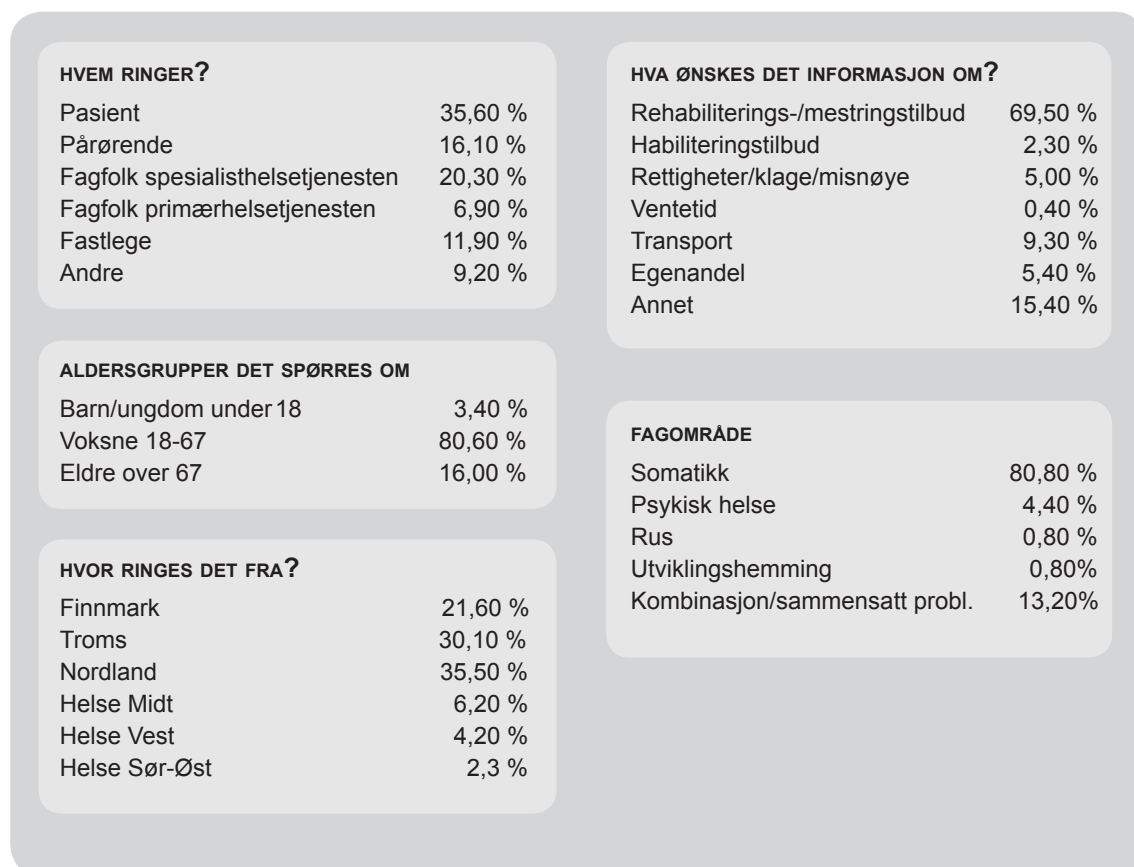 HVEM RINGER?
Pasient 35,60 %
Pårørende 16,10 %
Fagfolk spesialisthelsetjenesten 20,30 %
Fagfolk primærhelsetjenesten 6,90 %
Fastlege 11,90 %
Andre 9,20 %
ALDERSGRUPPER DET SPØRRES OM
Barn/ungdom under 18 3,40 %
Voksne 18-67 80,60 %
Eldre over 67 16,00 %
HVOR RINGES DET FRA?
Finnmark 21,60 %
Troms 30,10 %
Nordland 35,50 %
Helse Midt 6,20 %
Helse Vest 4,20 %
Helse Sør-Øst 2,3 %
HVA ØNSKES DET INFORMASJON OM?
Rehabiliterings-/mestringstilbud 69,50 %
Habiliteringstilbud 2,30 %
Rettigheter/klage/misnøye 5,00 %
Ventetid 0,40 %
Transport 9,30 %
Egenandel 5,40 %
Annet 15,40 %
FAGOMRÅDE
Somatikk 80,80 %
Psykisk helse 4,40 %
Rus 0,80 %
Utviklingshemming 0,80%
Kombinasjon/sammensatt probl. 13,20%